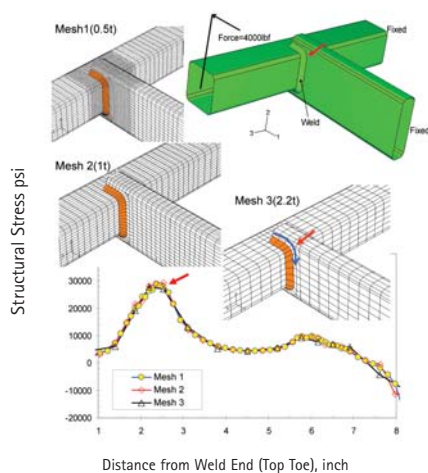 Mesh1(0.5t)
Force=4000lbf
Fixed
Weld
Fixed
2
3
1
Mesh 2(1t)
Mesh 3(2.2t)
Structural Stress psi
30000
20000
10000
0
-10000
-20000
Mesh 1
Mesh 2
Mesh 3
1 2 3 4 5 6 7 8
Distance from Weld End (Top Toe), inch